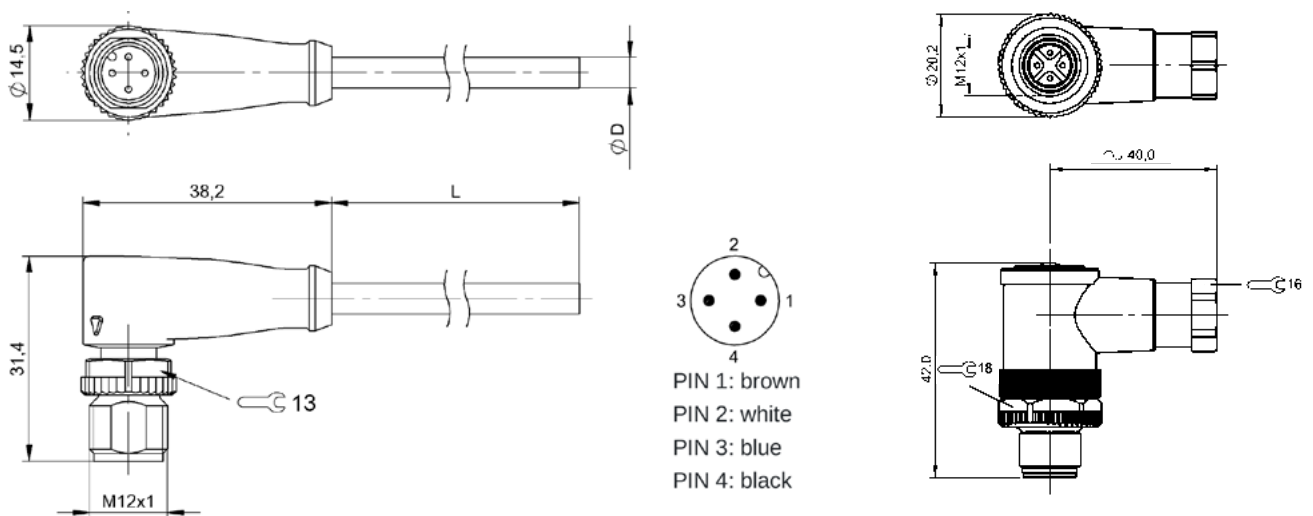 Ø14,5
ØD
38,2
L
31,4
13
M12x1
2
3
1
4
PIN 1: brown
PIN 2: white
PIN 3: blue
PIN 4: black
Ø20,2
M12x1
40,0
16
42,0
18